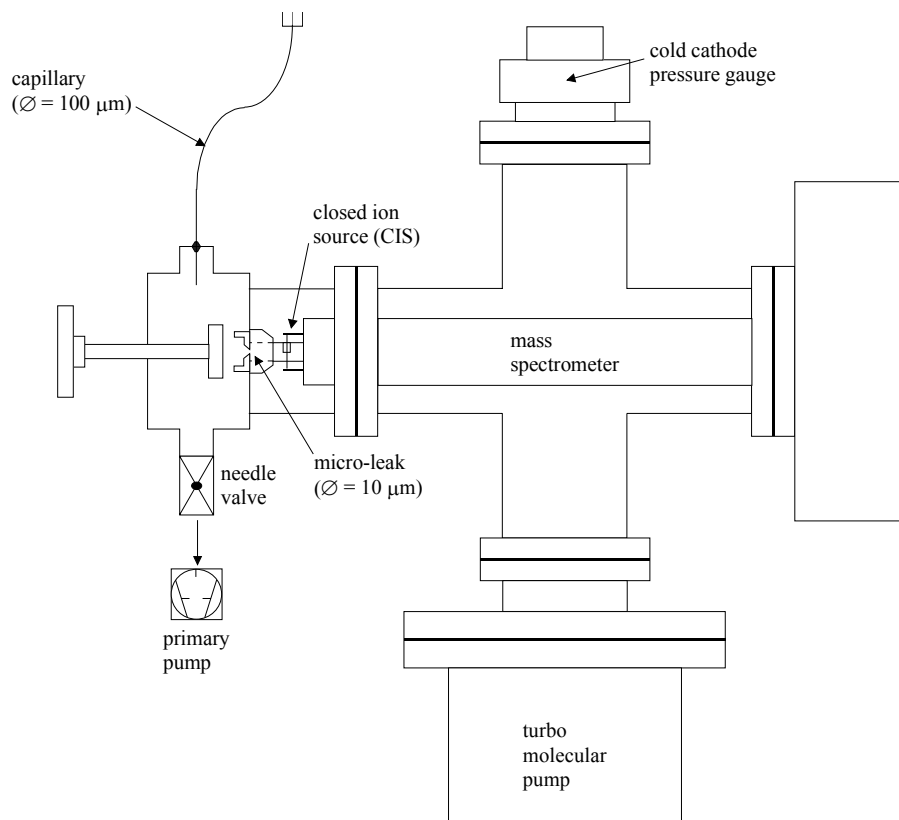 cold cathode
pressure gauge
capillary
(∅ = 100 μm)
closed ion
source (CIS)
mass
spectrometer
micro-leak
(∅ = 10 μm)
needle
valve
primary
pump
turbo
molecular
pump